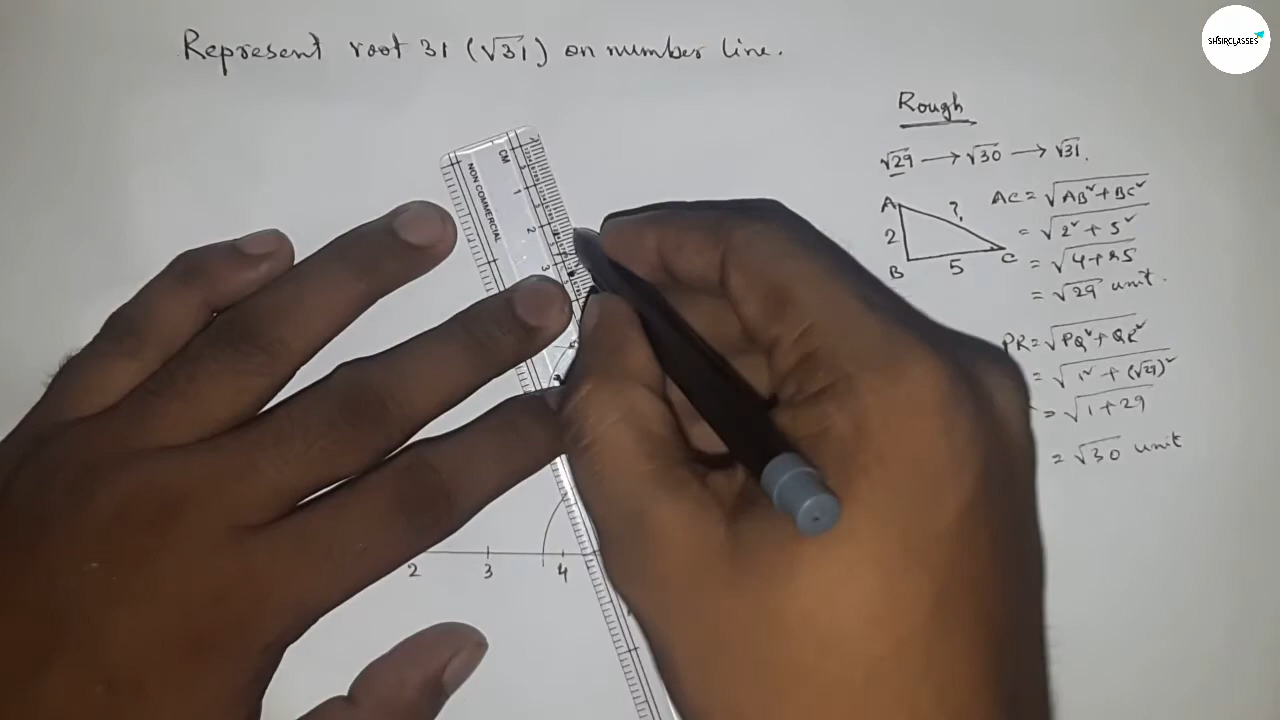 Represent root 31 (√31) on number line.
SHSIRCLASSES
Rough
√29 → √30 → √31.
A
?
2
B
5
C
AC = √AB² + BC²
= √2² + 5²
= √4+25
= √29 unit.
PR = √PQ² + QR²
= √1² + (√29)²
= √1+29
= √30 unit
CM
NON COMMERCIAL
1
2
3
2 3 4